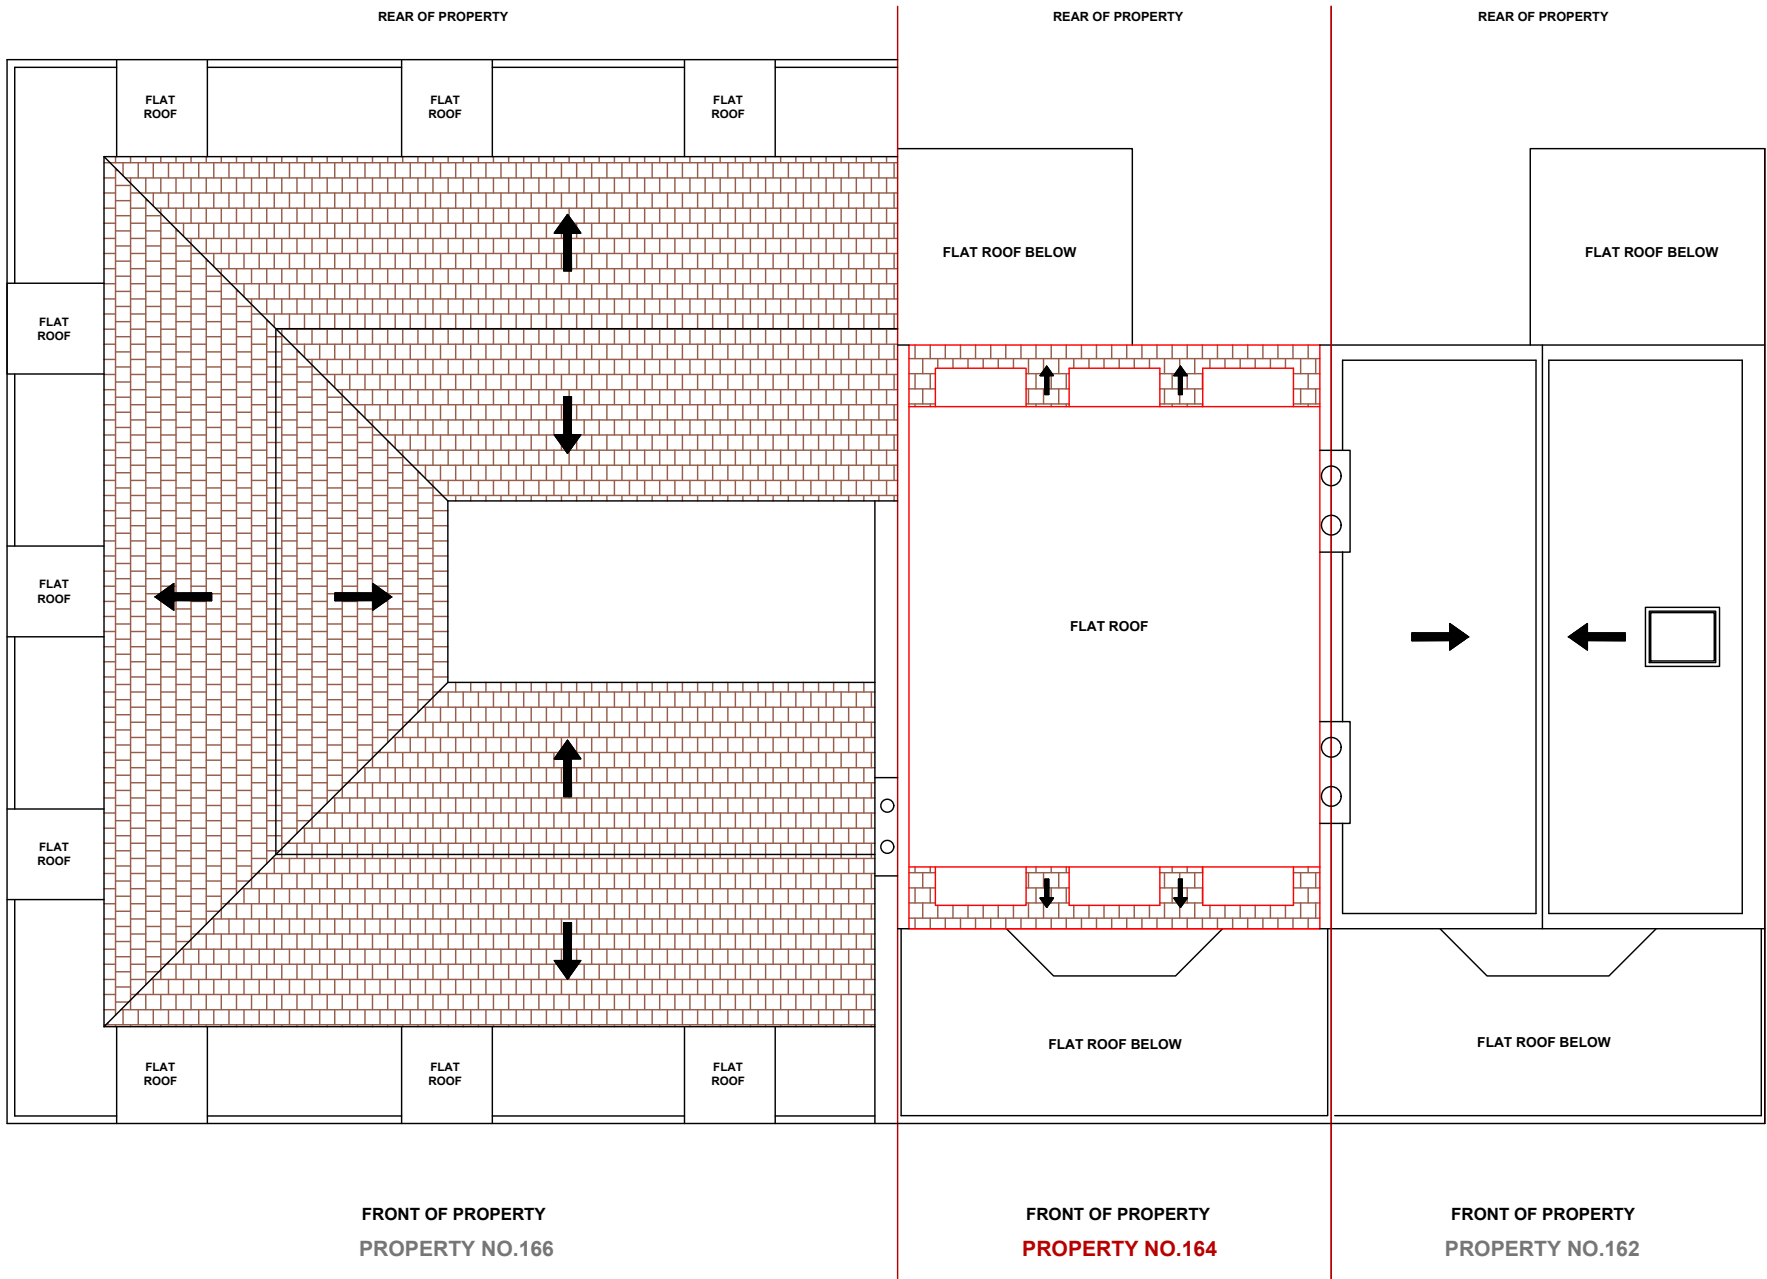 REAR OF PROPERTY
REAR OF PROPERTY
REAR OF PROPERTY
FLAT
ROOF
FLAT
ROOF
FLAT
ROOF
FLAT ROOF BELOW
FLAT ROOF BELOW
FLAT
ROOF
FLAT
ROOF
FLAT ROOF
FLAT
ROOF
FLAT
ROOF
FLAT
ROOF
FLAT
ROOF
FLAT ROOF BELOW
FLAT ROOF BELOW
FRONT OF PROPERTY
PROPERTY NO.166
FRONT OF PROPERTY
PROPERTY NO.164
FRONT OF PROPERTY
PROPERTY NO.162